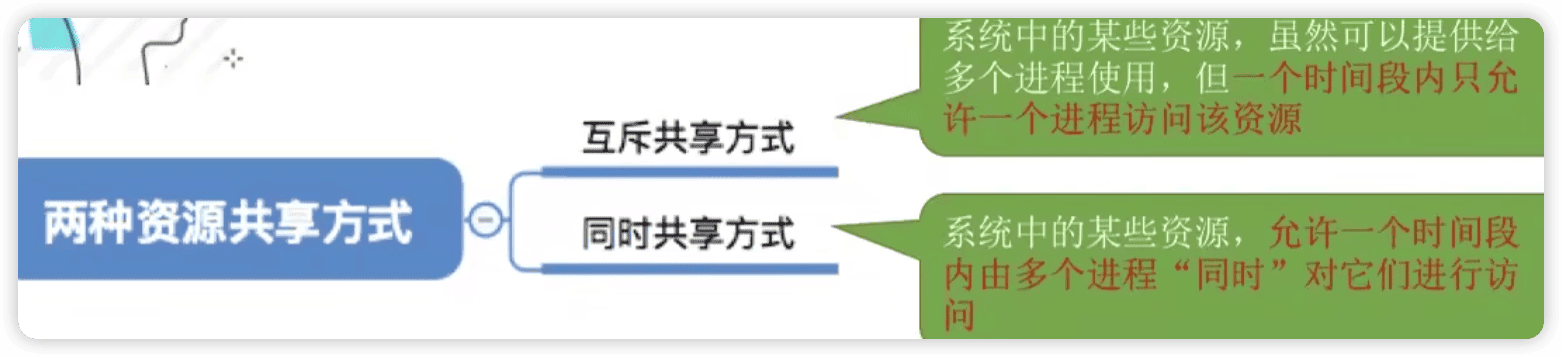 系统中的某些资源，虽然可以提供给
多个进程使用，但一个时间段内只允
许一个进程访问该资源
互斥共享方式
两种资源共享方式
同时共享方式
系统中的某些资源，允许一个时间段
内由多个进程“同时”对它们进行访
问